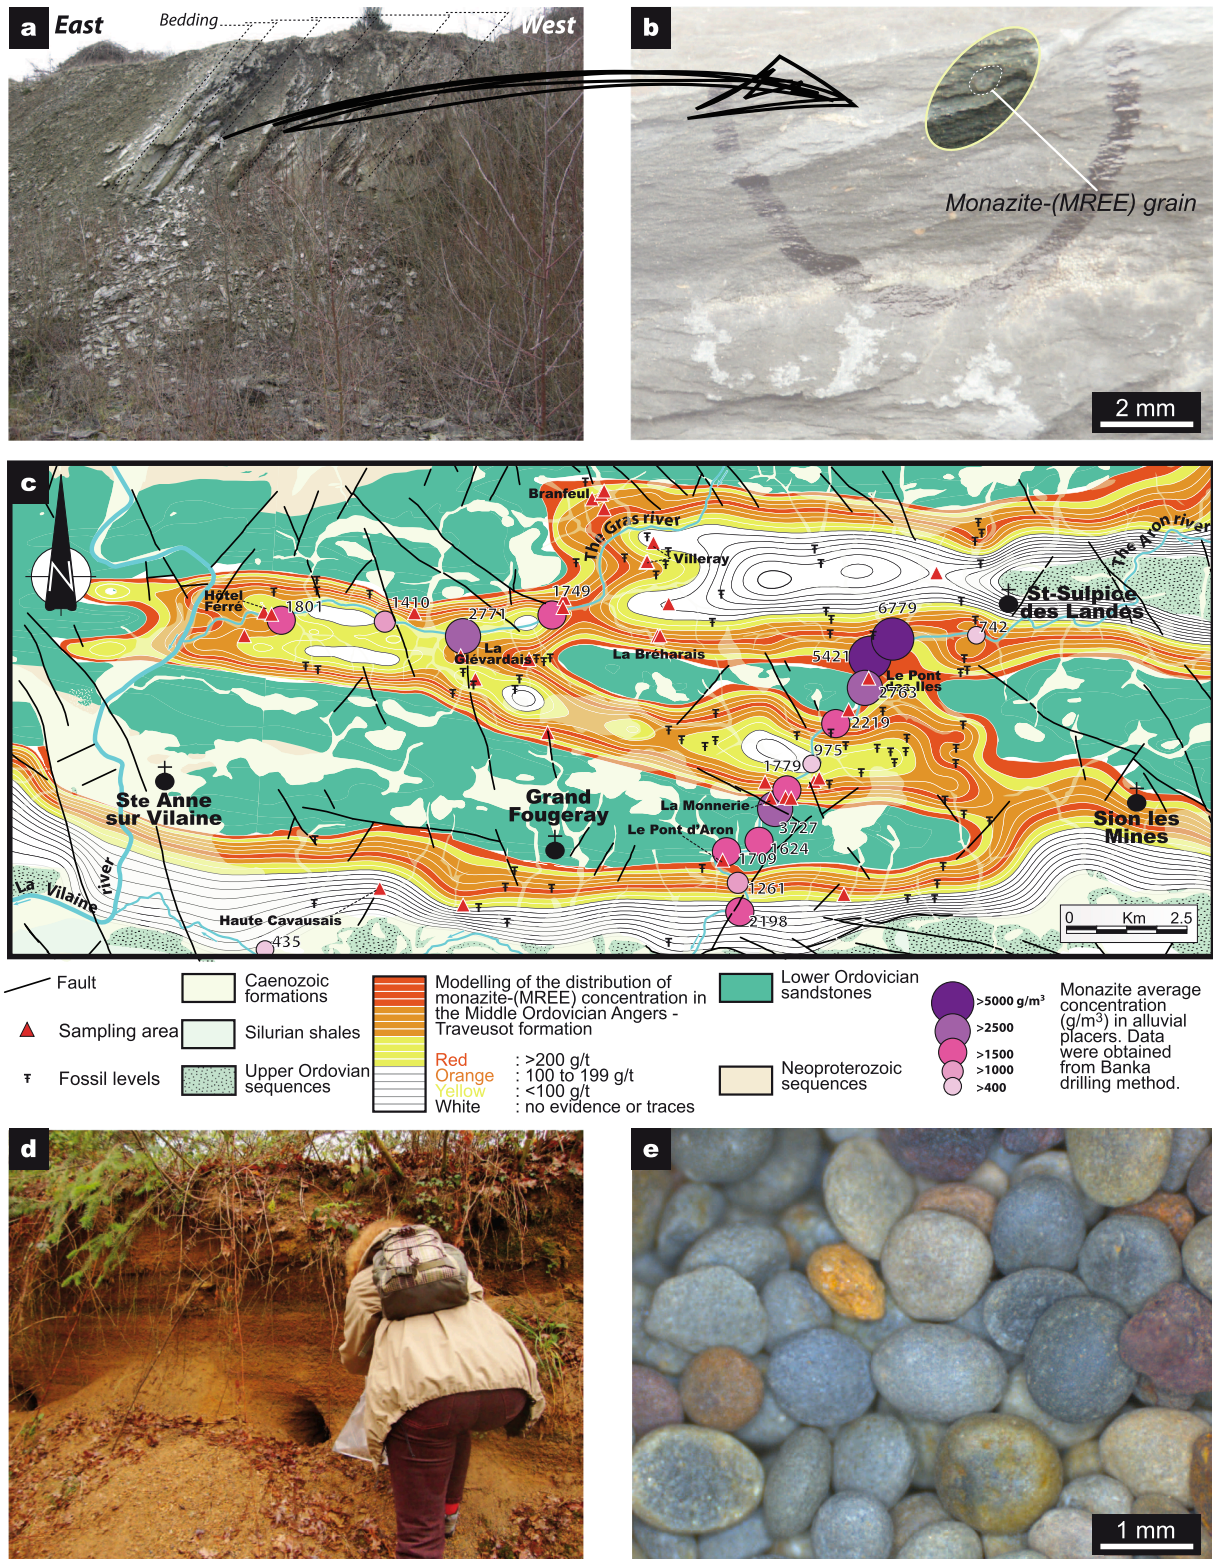 a
East
Bedding
West
b
Monazite-(MREE) grain
2 mm
c
N
Branfeul
The Gras river
Villeray
The Aron river
St-Sulpice
des Landes
Hôtel
Ferré
1801
1410
2771
1749
6779
742
La
Glévardais
La Bréharais
5421
Le Pont
des Iles
2763
2219
975
1779
Ste Anne
sur Vilaine
Grand
Fougeray
La Monnerie
3727
Sion les
Mines
Le Pont d'Aron
1624
1709
1261
La Vilaine river
Haute Cavausais
2198
435
0 Km 2.5
Fault
Sampling area
Fossil levels
Caenozoic
formations
Silurian shales
Upper Ordovian
sequences
Modelling of the distribution of
monazite-(MREE) concentration in
the Middle Ordovician Angers -
Traveusot formation
Red : >200 g/t
Orange : 100 to 199 g/t
Yellow : <100 g/t
White : no evidence or traces
Lower Ordovician
sandstones
Neoproterozoic
sequences
>5000 g/m³
>2500
>1500
>1000
>400
Monazite average
concentration
(g/m³) in alluvial
placers. Data
were obtained
from Banka
drilling method.
d
e
1 mm